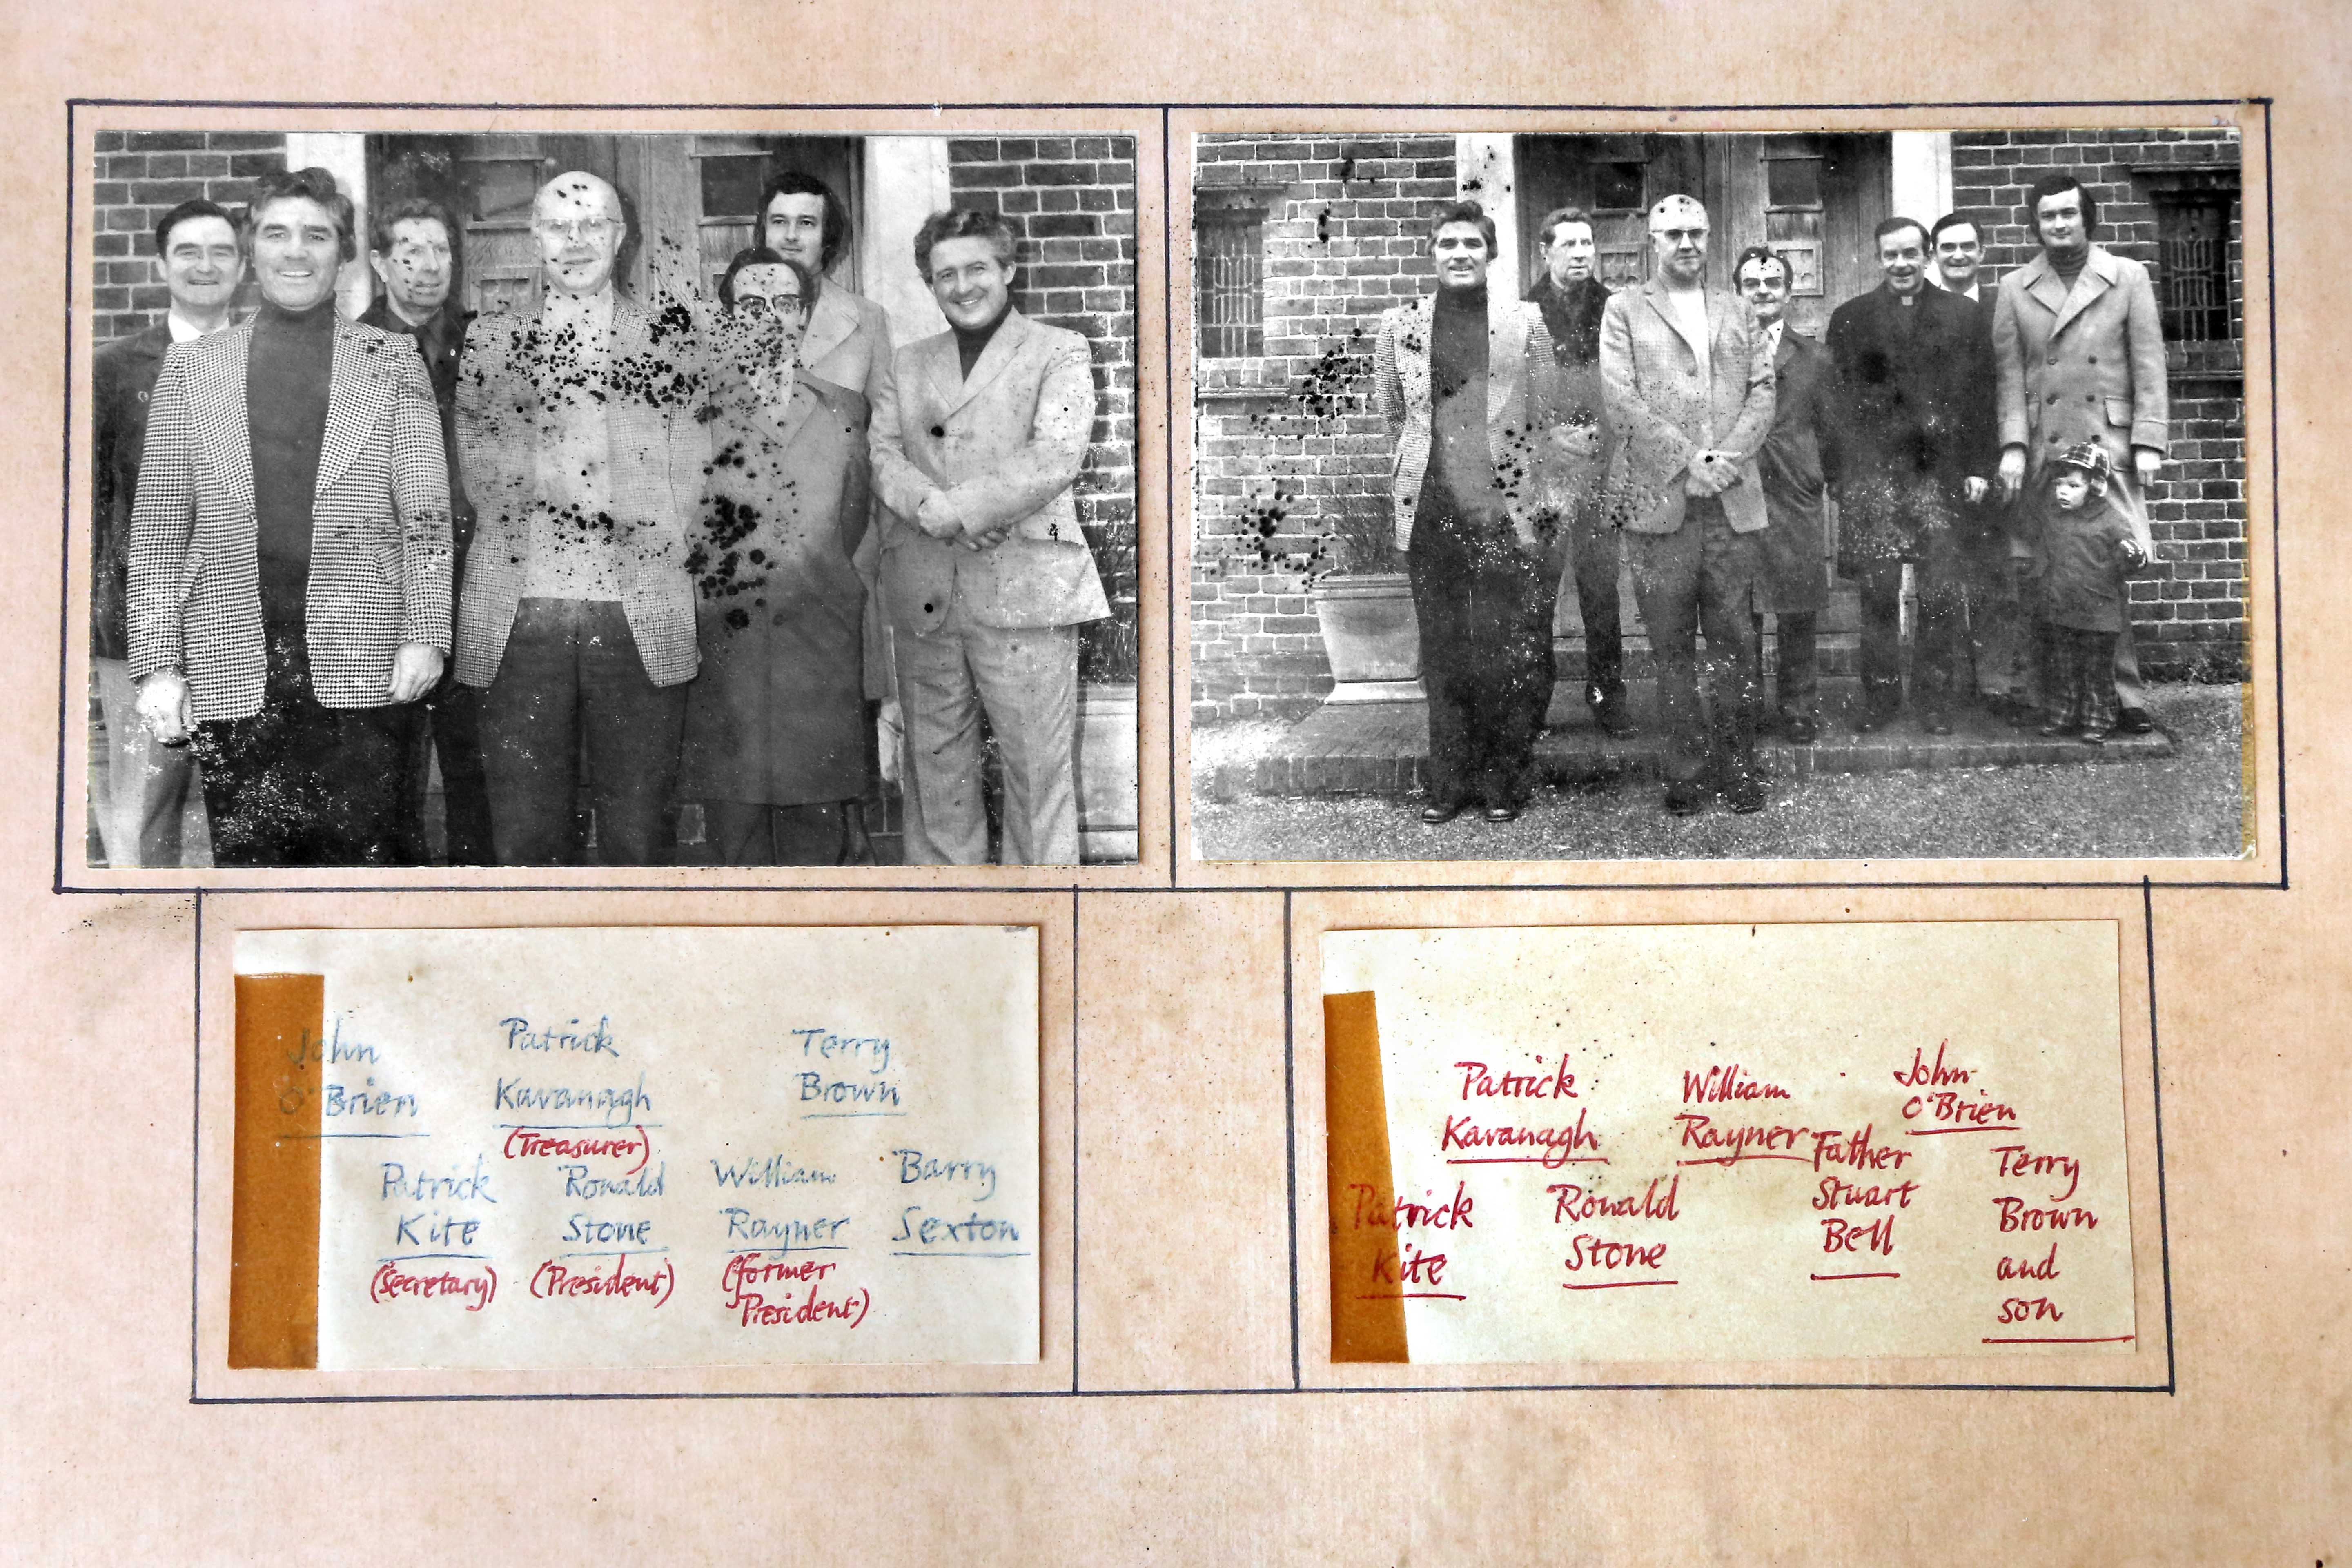 John Patrick Terry
O'Brien Kavanagh Brown
(Treasurer)
Patrick Ronald William Barry
Kite Stone Rayner Sexton
(Secretary) (President) (former
President)
Patrick William John
Kavanagh Rayner O'Brien
Patrick Ronald Father Terry
Kite Stone Stuart Brown
Bell and
son